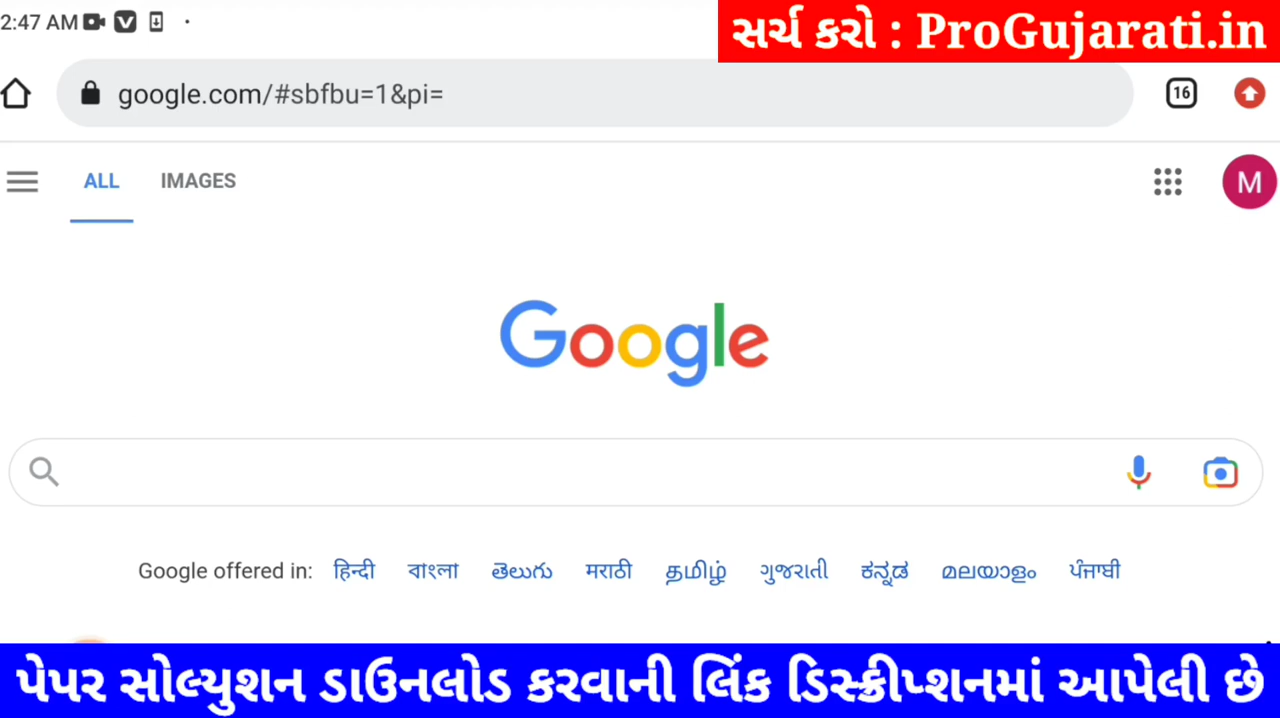 2:47 AM
સર્ચ કરો : ProGujarati.in
google.com/#sbfbu=1&pi=
16
ALL IMAGES
M
Google
Google offered in: हिन्दी বাংলা తెలుగు मराठी தமிழ் ગુજરાતી ಕನ್ನಡ മലയാളം ਪੰਜਾਬੀ
પેપર સોલ્યુશન ડાઉનલોડ કરવાની લિંક ડિસ્ક્રીપ્શનમાં આપેલી છે